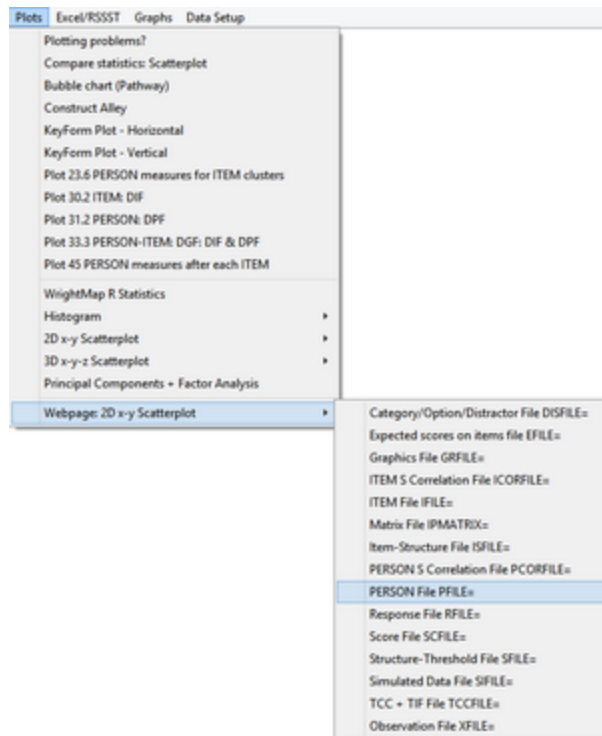 Plots Excel/RSSST Graphs Data Setup
Plotting problems?
Compare statistics: Scatterplot
Bubble chart (Pathway)
Construct Alley
KeyForm Plot - Horizontal
KeyForm Plot - Vertical
Plot 23.6 PERSON measures for ITEM clusters
Plot 30.2 ITEM: DIF
Plot 31.2 PERSON: DPF
Plot 33.3 PERSON-ITEM: DGF: DIF & DPF
Plot 45 PERSON measures after each ITEM
WrightMap R Statistics
Histogram
2D x-y Scatterplot
3D x-y-z Scatterplot
Principal Components + Factor Analysis
Webpage: 2D x-y Scatterplot
Category/Option/Distractor File DISFILE=
Expected scores on items file EFILE=
Graphics File GRFILE=
ITEM S Correlation File ICORFILE=
ITEM File IFILE=
Matrix File IPMATRIX=
Item-Structure File ISFILE=
PERSON S Correlation File PCORFILE=
PERSON File PFILE=
Response File RFILE=
Score File SCFILE=
Structure-Threshold File SFILE=
Simulated Data File SIFILE=
TCC + TIF File TCCFILE=
Observation File XFILE=